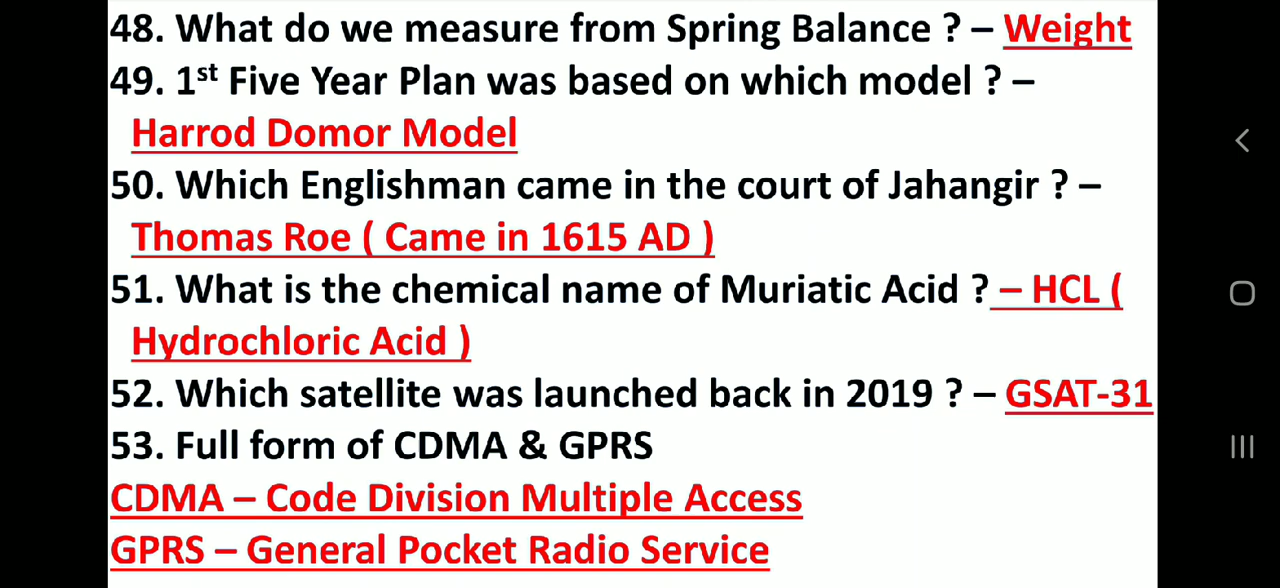 48. What do we measure from Spring Balance ? – Weight
49. 1st Five Year Plan was based on which model ? –
Harrod Domor Model
50. Which Englishman came in the court of Jahangir ? –
Thomas Roe ( Came in 1615 AD )
51. What is the chemical name of Muriatic Acid ? – HCL (
Hydrochloric Acid )
52. Which satellite was launched back in 2019 ? – GSAT-31
53. Full form of CDMA & GPRS
CDMA – Code Division Multiple Access
GPRS – General Pocket Radio Service